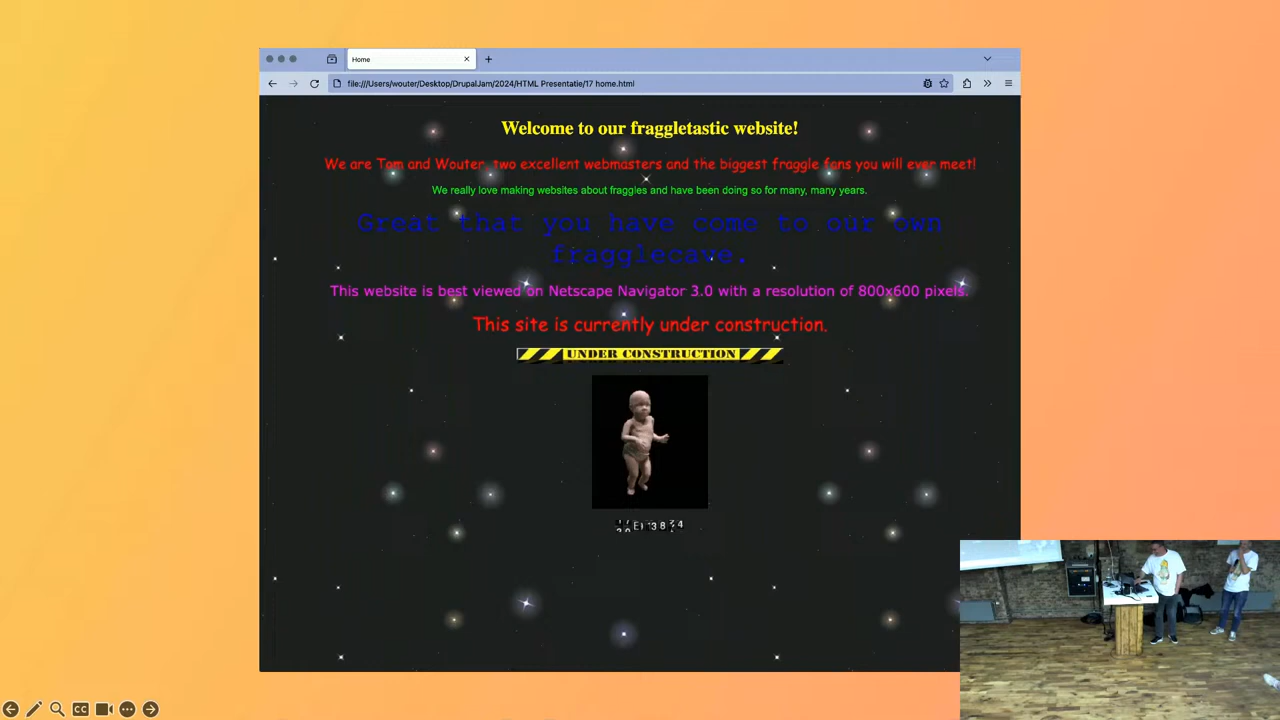 Home
file:///Users/wouter/Desktop/DrupalJam/2024/HTML Presentatie/17 home.html
Welcome to our fraggletastic website!
We are Tom and Wouter, two excellent webmasters and the biggest fraggle fans you will ever meet!
We really love making websites about fraggles and have been doing so for many, many years.
Great that you have come to our own
fragglecave.
This website is best viewed on Netscape Navigator 3.0 with a resolution of 800x600 pixels.
This site is currently under construction.
UNDER CONSTRUCTION
CC